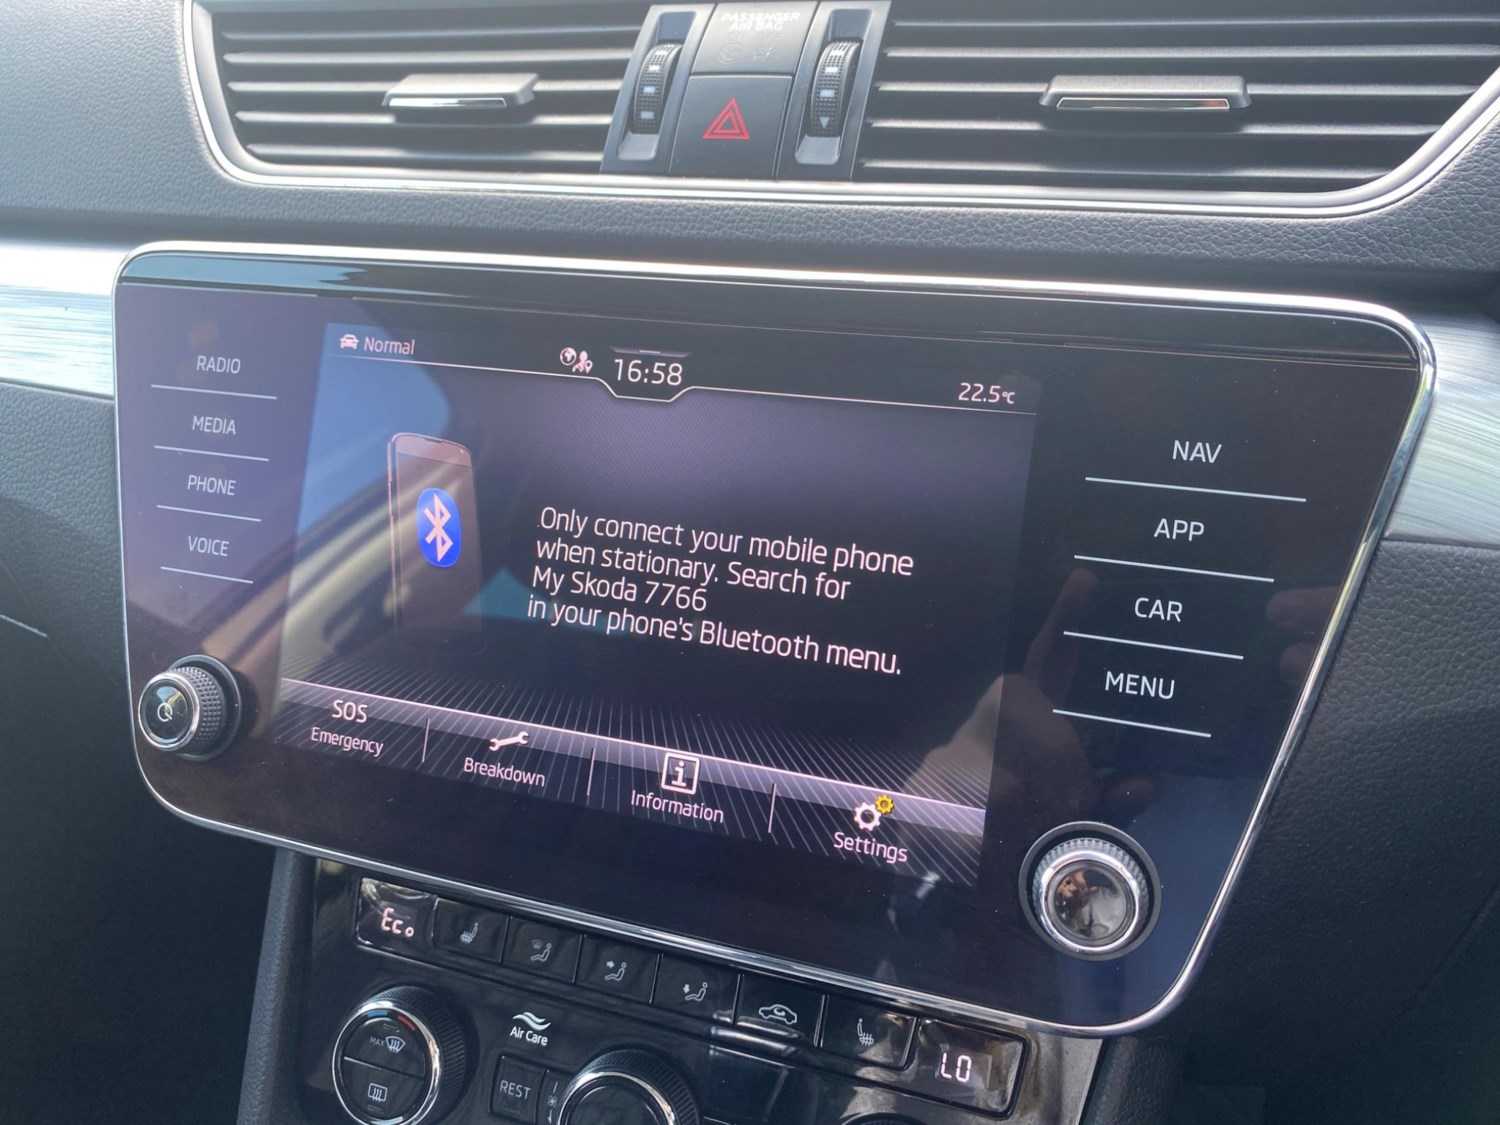 PASSENGER
AIR BAG
RADIO
MEDIA
PHONE
VOICE
Normal
16:58
22.5°C
Only connect your mobile phone
when stationary. Search for
My Skoda 7766
in your phone's Bluetooth menu.
SOS
Emergency
Breakdown
Information
Settings
NAV
APP
CAR
MENU
Eco
LO
MAX
Air Care
REST